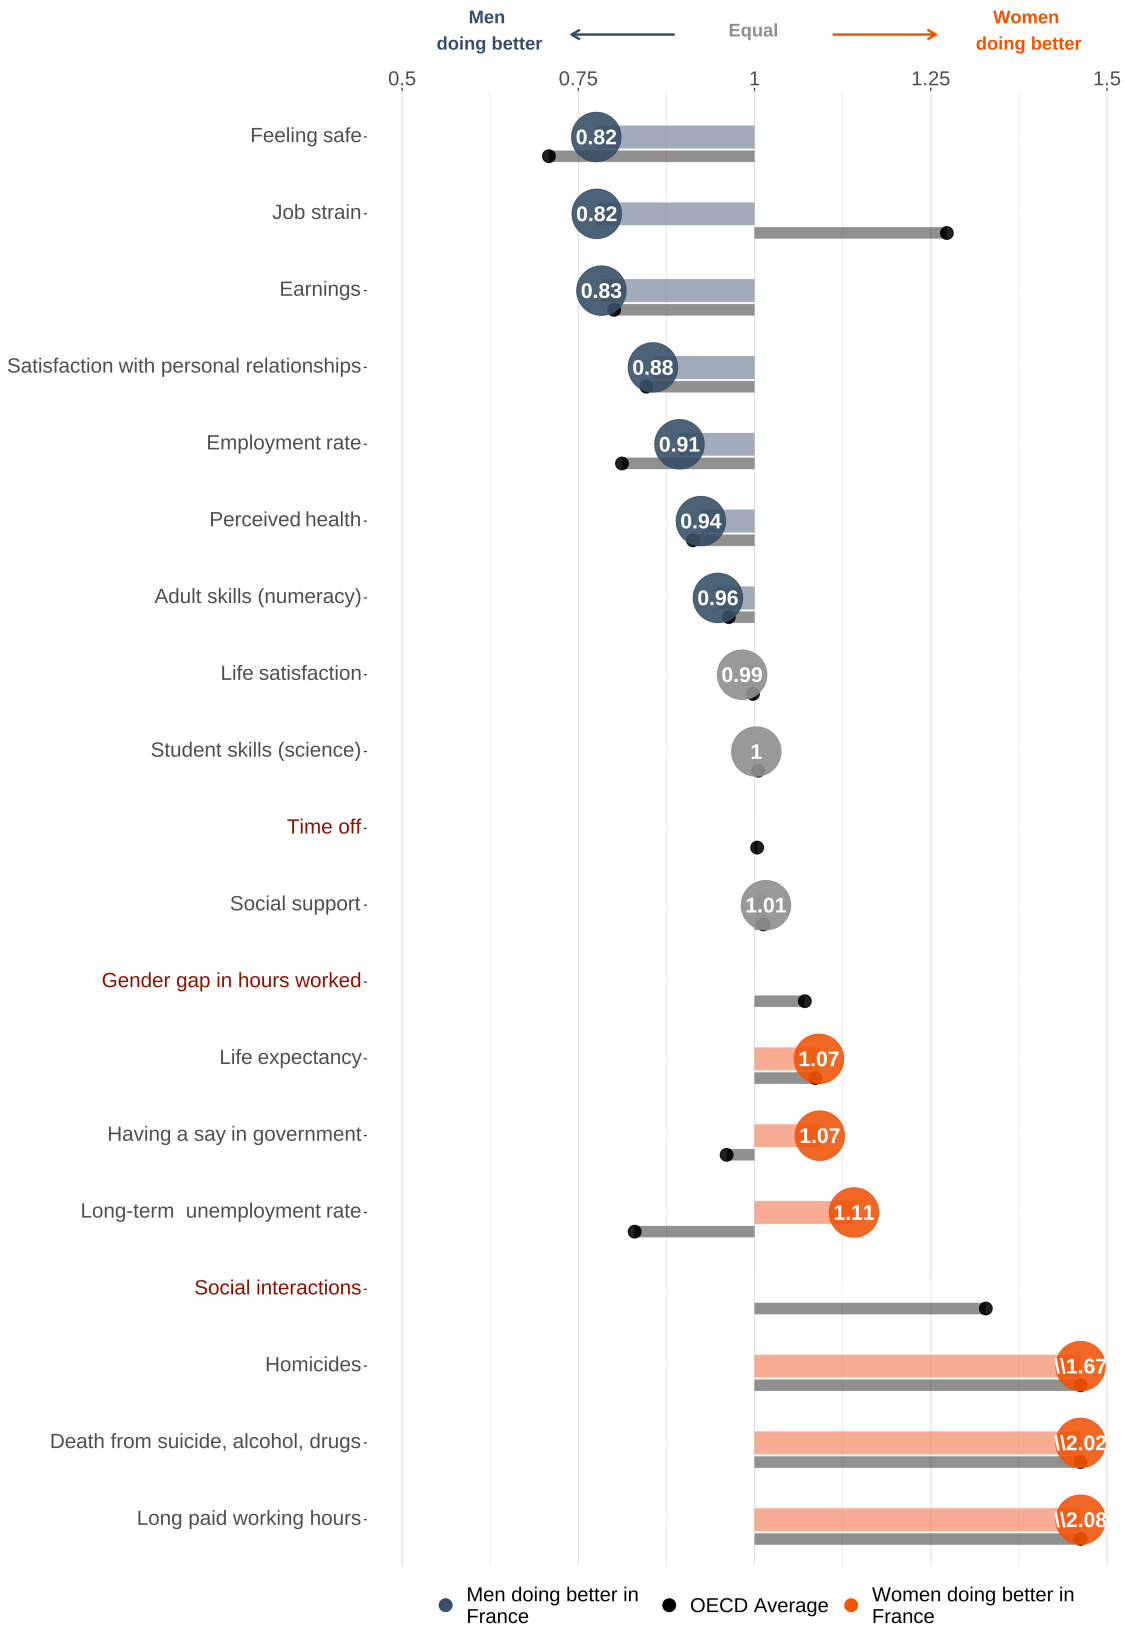 Men
doing better
Equal
Women
doing better
0.5 0.75 1 1.25 1.5
Feeling safe
0.82
Job strain
0.82
Earnings
0.83
Satisfaction with personal relationships
0.88
Employment rate
0.91
Perceived health
0.94
Adult skills (numeracy)
0.96
Life satisfaction
0.99
Student skills (science)
1
Time off
Social support
1.01
Gender gap in hours worked
Life expectancy
1.07
Having a say in government
1.07
Long-term  unemployment rate
1.11
Social interactions
Homicides
\\1.67
Death from suicide, alcohol, drugs
\\2.02
Long paid working hours
\\2.08
Men doing better in
France
OECD Average
Women doing better in
France